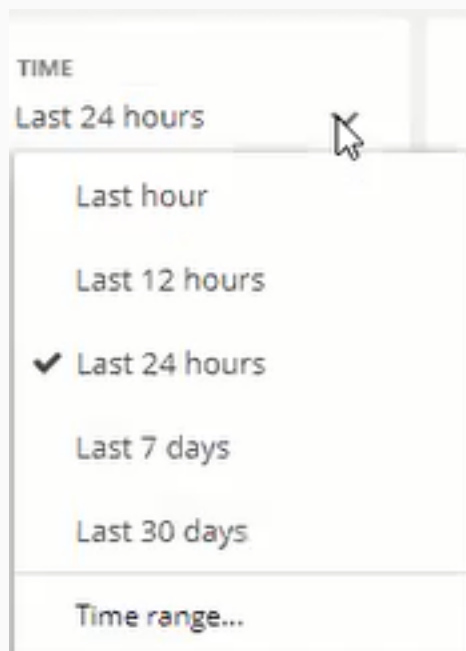 TIME
Last 24 hours
Last hour
Last 12 hours
Last 24 hours
Last 7 days
Last 30 days
Time range...